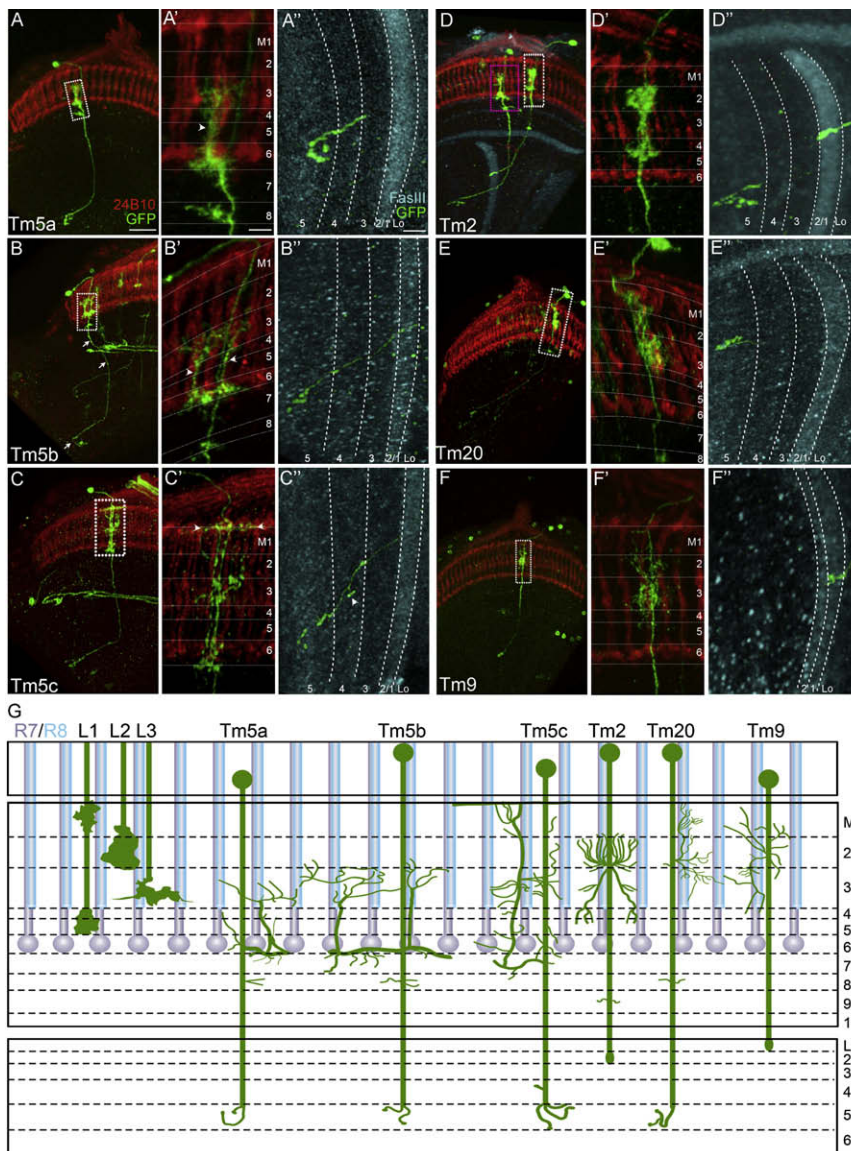 A
A'
A''
D
D'
D''
M1
2
3
4
5
6
7
8
24B10
GFP
Tm5a
FasIII
GFP
5 4 3 2/1 Lo
Tm2
M1
2
3
4
5
6
5 4 3 2/1 Lo
B
B'
B''
E
E'
E''
M1
2
3
4
5
6
7
8
Tm5b
5 4 3 2/1 Lo
Tm20
M1
2
3
4
5
6
7
8
5 4 3 2/1 Lo
C
C'
C''
F
F'
F''
M1
2
3
4
5
6
Tm5c
5 4 3 2/1 Lo
Tm9
M1
2
3
4
5
6
2/1 Lo
G
R7/R8 L1 L2 L3 Tm5a Tm5b Tm5c Tm2 Tm20 Tm9
M
2
3
4
5
6
7
8
9
1
L
2
3
4
5
6